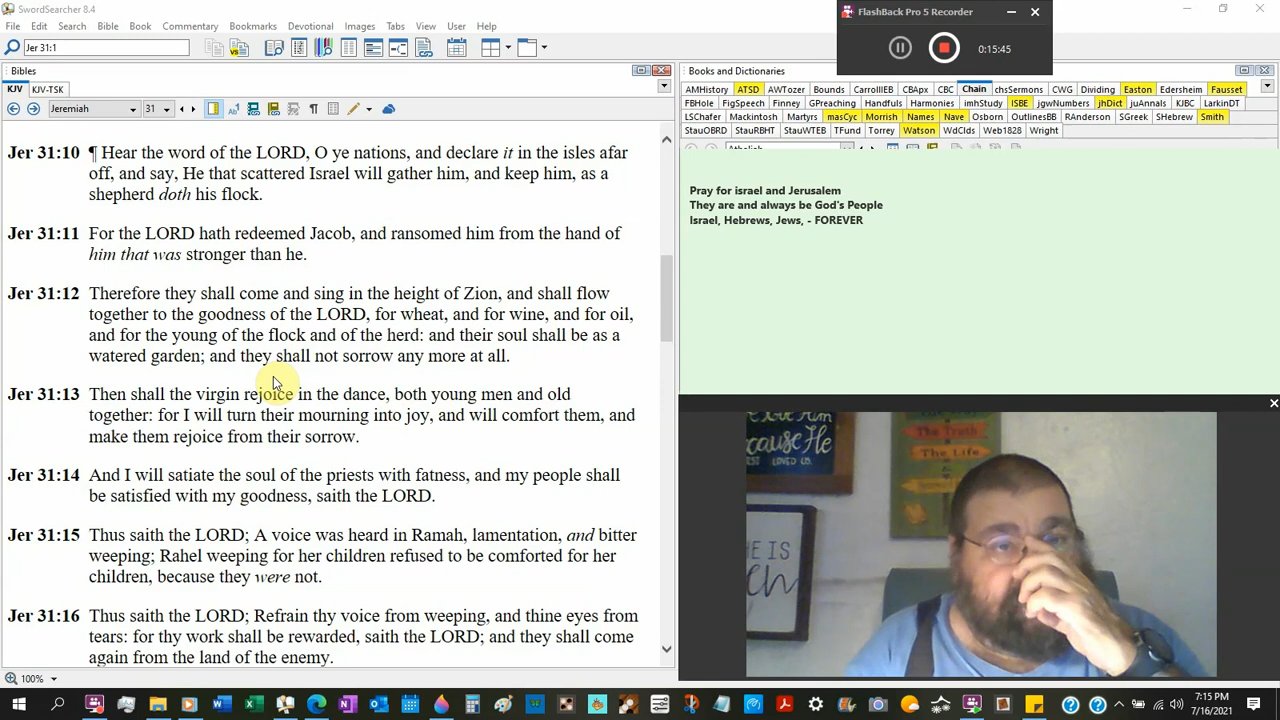 SwordSearcher 8.4
File Edit Search Bible Book Commentary Bookmarks Devotional Images Tabs View User Help
Jer 31:1
Bibles
KJV KJV-TSK
Jeremiah 31
Jer 31:10 ¶ Hear the word of the LORD, O ye nations, and declare it in the isles afar
off, and say, He that scattered Israel will gather him, and keep him, as a
shepherd doth his flock.
Jer 31:11 For the LORD hath redeemed Jacob, and ransomed him from the hand of
him that was stronger than he.
Jer 31:12 Therefore they shall come and sing in the height of Zion, and shall flow
together to the goodness of the LORD, for wheat, and for wine, and for oil,
and for the young of the flock and of the herd: and their soul shall be as a
watered garden; and they shall not sorrow any more at all.
Jer 31:13 Then shall the virgin rejoice in the dance, both young men and old
together: for I will turn their mourning into joy, and will comfort them, and
make them rejoice from their sorrow.
Jer 31:14 And I will satiate the soul of the priests with fatness, and my people shall
be satisfied with my goodness, saith the LORD.
Jer 31:15 Thus saith the LORD; A voice was heard in Ramah, lamentation, and bitter
weeping; Rahel weeping for her children refused to be comforted for her
children, because they were not.
Jer 31:16 Thus saith the LORD; Refrain thy voice from weeping, and thine eyes from
tears: for thy work shall be rewarded, saith the LORD; and they shall come
again from the land of the enemy.
100%
FlashBack Pro 5 Recorder
0:15:45
Books and Dictionaries
AMHistory ATSD AWTozer Bounds CarrollIEB CBApx CBC Chain chsSermons CWG Dividing Easton Edersheim Fausset
FBHole FigSpeech Finney GPreaching Handfuls Harmonies imhStudy ISBE jgwNumbers jhDict juAnnals KJBC LarkinDT
LSChafer Mackintosh Martyrs masCyc Morrish Names Nave Osborn OutlinesBB RAnderson SGreek SHebrew Smith
StauOBRD StauRBHT StauWTEB TFund Torrey Watson WdClds Web1828 Wright
Pray for israel and Jerusalem
They are and always be God's People
Israel, Hebrews, Jews, - FOREVER
The Truth
The Life
ecause He
7:15 PM
7/16/2021